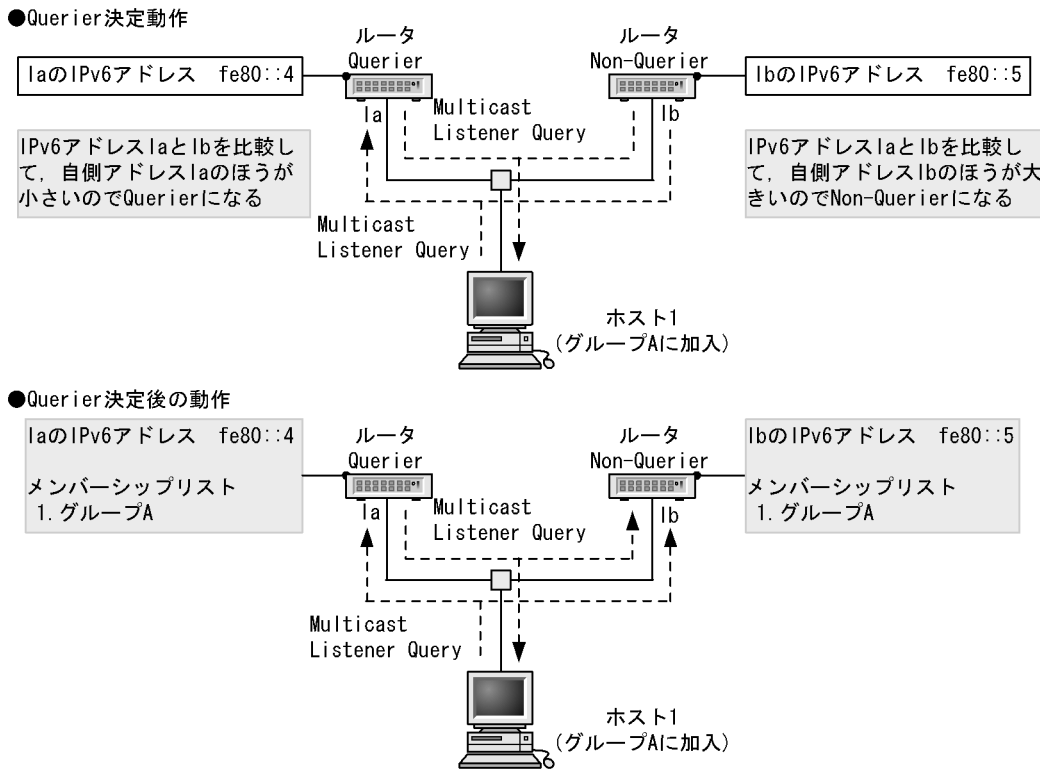 ●Querier決定動作
ルータ
Querier
ルータ
Non-Querier
IaのIPv6アドレス fe80::4
IbのIPv6アドレス fe80::5
Ia
Multicast
Listener Query
Ib
IPv6アドレスIaとIbを比較し
て，自側アドレスIaのほうが
小さいのでQuerierになる
IPv6アドレスIaとIbを比較し
て，自側アドレスIbのほうが大
きいのでNon-Querierになる
Multicast
Listener Query
ホスト1
(グループAに加入)
●Querier決定後の動作
IaのIPv6アドレス fe80::4
メンバーシップリスト
1.グループA
ルータ
Querier
ルータ
Non-Querier
IbのIPv6アドレス fe80::5
メンバーシップリスト
1.グループA
Ia
Multicast
Listener Query
Ib
Multicast
Listener Query
ホスト1
(グループAに加入)